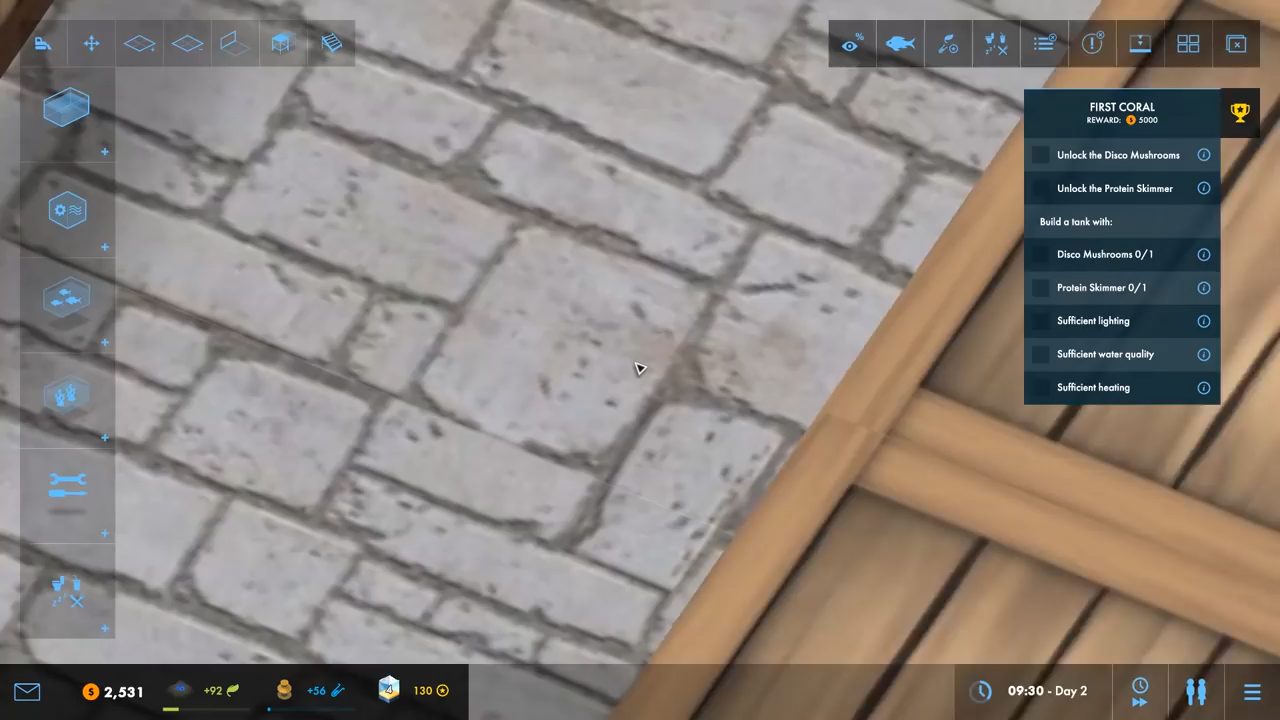 FIRST CORAL
REWARD: $ 5000
Unlock the Disco Mushrooms
Unlock the Protein Skimmer
Build a tank with:
Disco Mushrooms 0/1
Protein Skimmer 0/1
Sufficient lighting
Sufficient water quality
Sufficient heating
$ 2,531
+92
+56
4
130
09:30 - Day 2